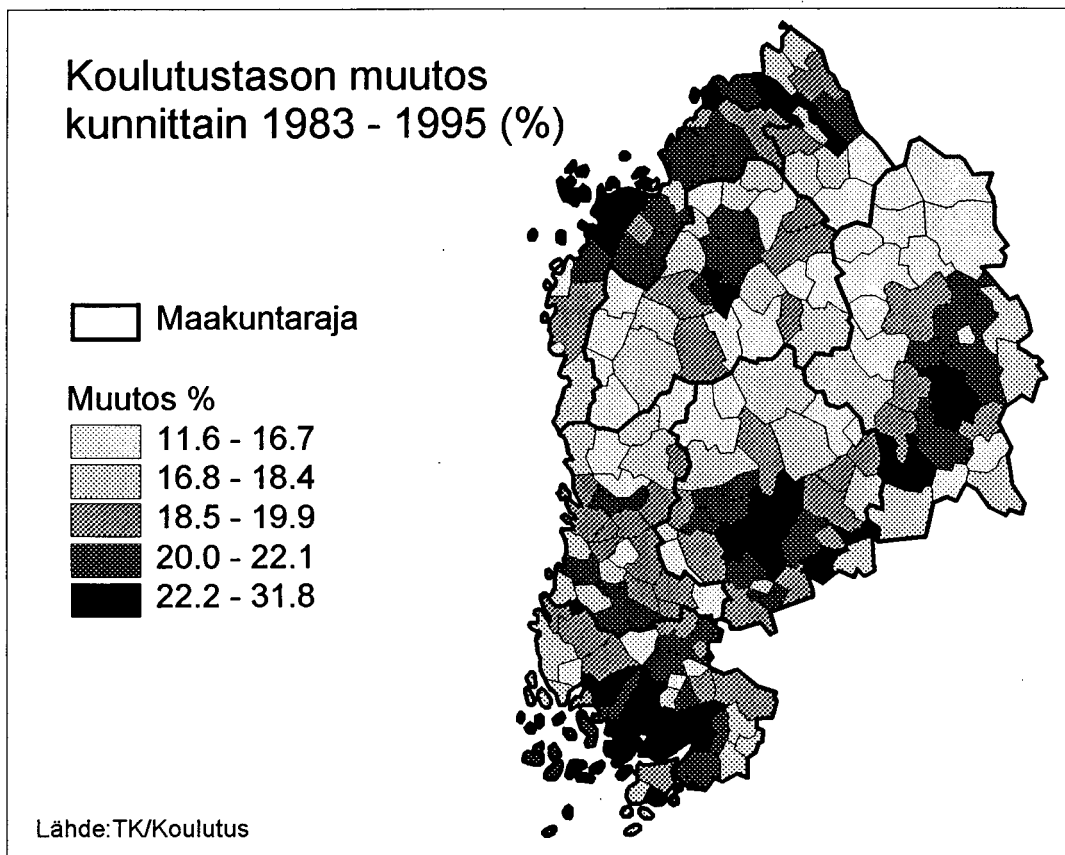 Koulutustason muutos
kunnittain 1983 - 1995 (%)
Maakuntaraja
Muutos %
11.6 - 16.7
16.8 - 18.4
18.5 - 19.9
20.0 - 22.1
22.2 - 31.8
Lähde:TK/Koulutus